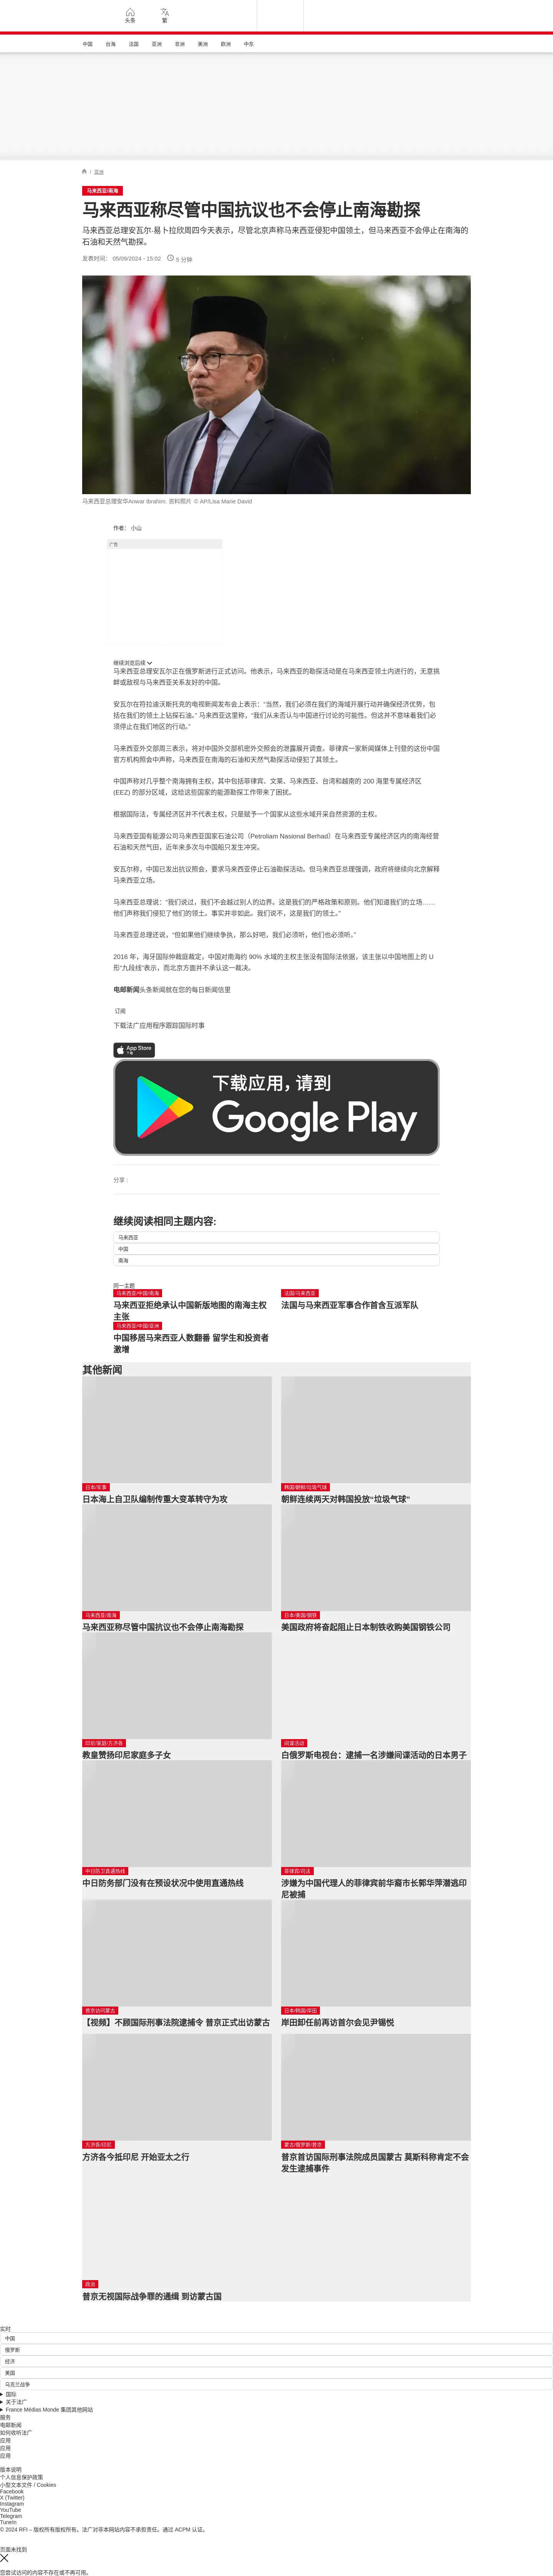 头条
繁
中国
台海
法国
亚洲
非洲
美洲
欧洲
中东
/ 亚洲
马来西亚/南海
马来西亚称尽管中国抗议也不会停止南海勘探
马来西亚总理安瓦尔·易卜拉欣周四今天表示，尽管北京声称马来西亚侵犯中国领土，但马来西亚不会停止在南海的
石油和天然气勘探。
发表时间： 05/09/2024 - 15:02
5 分钟
马来西亚总理安华Anwar Ibrahim: 资料照片 © AP/Lisa Marie David
作者： 小山
广告
继续浏览后续
马来西亚总理安瓦尔正在俄罗斯进行正式访问。他表示，马来西亚的勘探活动是在马来西亚领土内进行的，无意挑
衅或敌视与马来西亚关系友好的中国。
安瓦尔在符拉迪沃斯托克的电视新闻发布会上表示：“当然，我们必须在我们的海域开展行动并确保经济优势，包
括在我们的领土上钻探石油。” 马来西亚这里称，“我们从未否认与中国进行讨论的可能性。但这并不意味着我们必
须停止在我们地区的行动。“
马来西亚外交部周三表示，将对中国外交部机密外交照会的泄露展开调查。菲律宾一家新闻媒体上刊登的这份中国
官方机构照会中声称，马来西亚在南海的石油和天然气勘探活动侵犯了其领土。
中国声称对几乎整个南海拥有主权，其中包括菲律宾、文莱、马来西亚、台湾和越南的 200 海里专属经济区
(EEZ) 的部分区域，这给这些国家的能源勘探工作带来了困扰。
根据国际法，专属经济区并不代表主权，只是赋予一个国家从这些水域开采自然资源的主权。
马来西亚国有能源公司马来西亚国家石油公司（Petroliam Nasional Berhad）在马来西亚专属经济区内的南海经营
石油和天然气田，近年来多次与中国船只发生冲突。
安瓦尔称，中国已发出抗议照会，要求马来西亚停止石油勘探活动。但马来西亚总理强调，政府将继续向北京解释
马来西亚立场。
马来西亚总理说：“我们说过，我们不会越过别人的边界。这是我们的严格政策和原则。他们知道我们的立场……
他们声称我们侵犯了他们的领土。事实并非如此。我们说不，这是我们的领土。”
马来西亚总理还说，“但如果他们继续争执，那么好吧，我们必须听，他们也必须听。”
2016 年，海牙国际仲裁庭裁定，中国对南海约 90% 水域的主权主张没有国际法依据，该主张以中国地图上的 U
形“九段线”表示，而北京方面并不承认这一裁决。
电邮新闻头条新闻就在您的每日新闻信里
订阅
下载法广应用程序跟踪国际时事
App Store
下载
下载应用，请到
Google Play
分享 :
继续阅读相同主题内容:
马来西亚
中国
南海
同一主题
马来西亚/中国/南海
马来西亚拒绝承认中国新版地图的南海主权
主张
法国/马来西亚
法国与马来西亚军事合作首含互派军队
马来西亚/中国/亚洲
中国移居马来西亚人数翻番 留学生和投资者
激增
其他新闻
日本/军事
日本海上自卫队编制传重大变革转守为攻
韩国/朝鲜/垃圾气球
朝鲜连续两天对韩国投放“垃圾气球”
马来西亚/南海
马来西亚称尽管中国抗议也不会停止南海勘探
日本/美国/钢铁
美国政府将奋起阻止日本制铁收购美国钢铁公司
印尼/家庭/方济各
教皇赞扬印尼家庭多子女
间谍活动
白俄罗斯电视台：逮捕一名涉嫌间谍活动的日本男子
中日防卫直通热线
中日防务部门没有在预设状况中使用直通热线
菲律宾/司法
涉嫌为中国代理人的菲律宾前华裔市长郭华萍潜逃印
尼被捕
普京访问蒙古
【视频】不顾国际刑事法院逮捕令 普京正式出访蒙古
日本/韩国/岸田
岸田卸任前再访首尔会见尹锡悦
方济各/印尼
方济各今抵印尼 开始亚太之行
蒙古/俄罗斯/普京
普京首访国际刑事法院成员国蒙古 莫斯科称肯定不会
发生逮捕事件
政治
普京无视国际战争罪的通缉 到访蒙古国
实时
中国
俄罗斯
经济
美国
乌克兰战争
国际
关于法广
France Médias Monde 集团其他网站
服务
电邮新闻
如何收听法广
应用
应用
应用
版本说明
个人信息保护政策
小型文本文件 / Cookies
Facebook
X (Twitter)
Instagram
YouTube
Telegram
TuneIn
© 2024 RFI – 版权所有版权所有。法广对非本网站内容不承担责任。通过 ACPM 认证。
页面未找到
您尝试访问的内容不存在或不再可用。